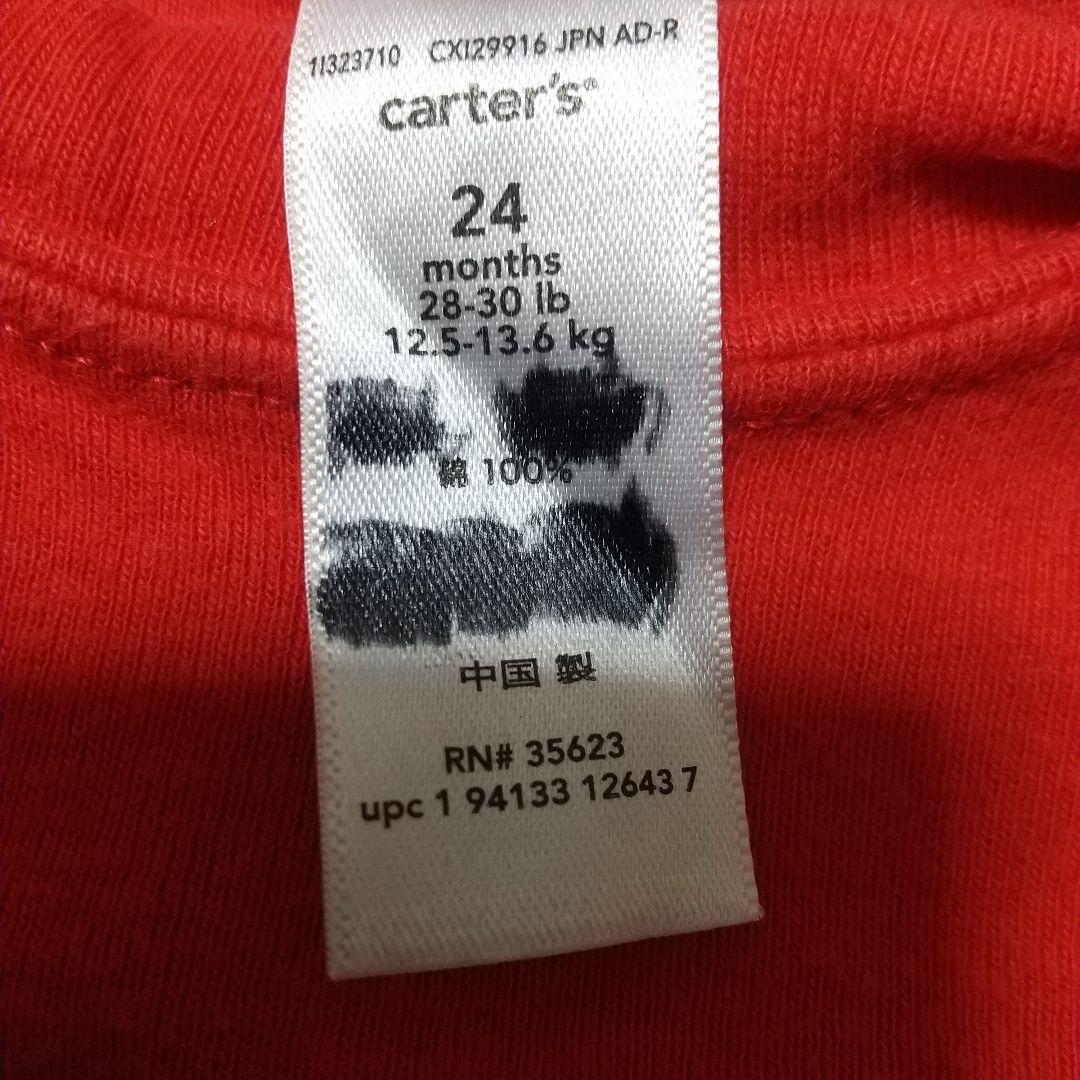 1I323710 CXI29916 JPN AD-R
carter's®
24
months
28-30 lb
12.5-13.6 kg
綿 100%
中国 製
RN# 35623
upc 1 94133 12643 7